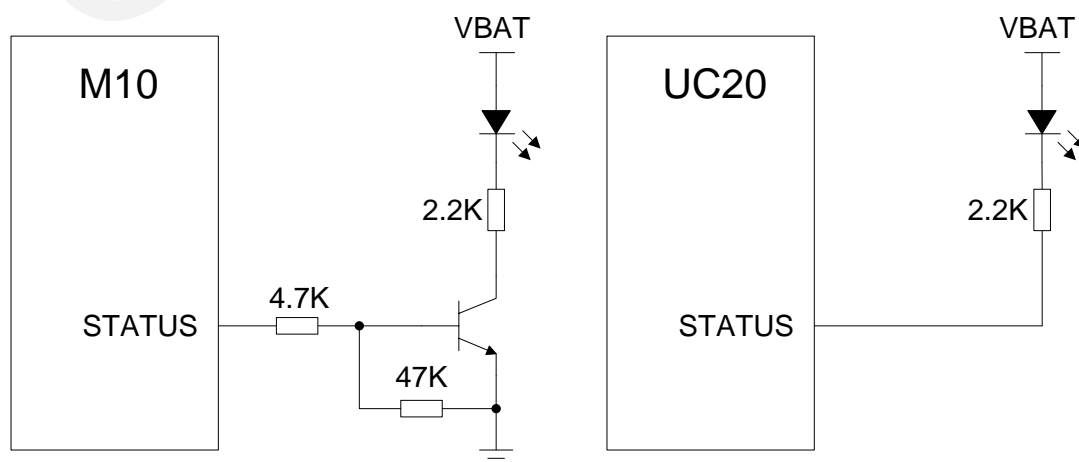 VBAT
M10
2.2K
4.7K
STATUS
47K
VBAT
UC20
2.2K
STATUS